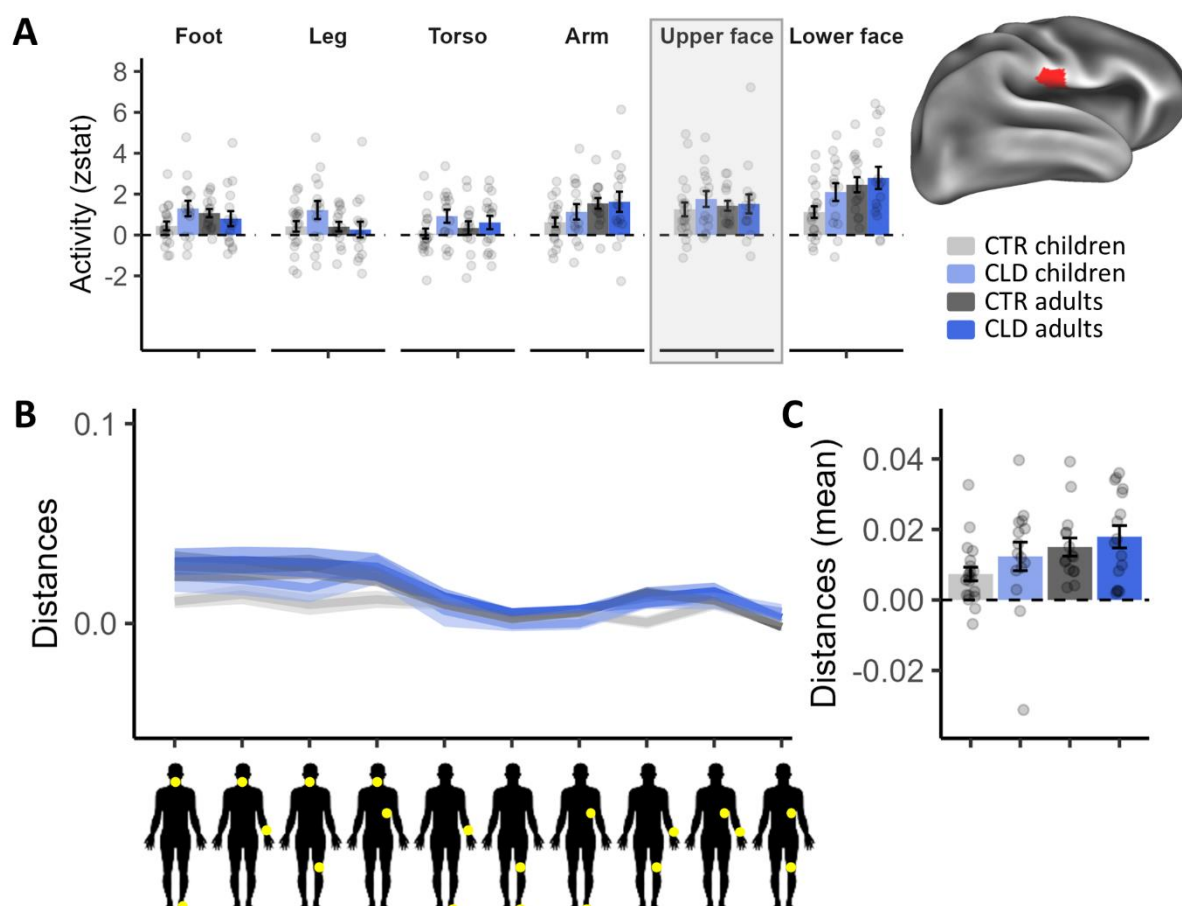 A
Foot Leg Torso Arm Upper face Lower face
Activity (zstat)
8
6
4
2
0
-2
CTR children
CLD children
CTR adults
CLD adults
B
Distances
0.1
0.0
C
Distances (mean)
0.04
0.02
0.00
-0.02